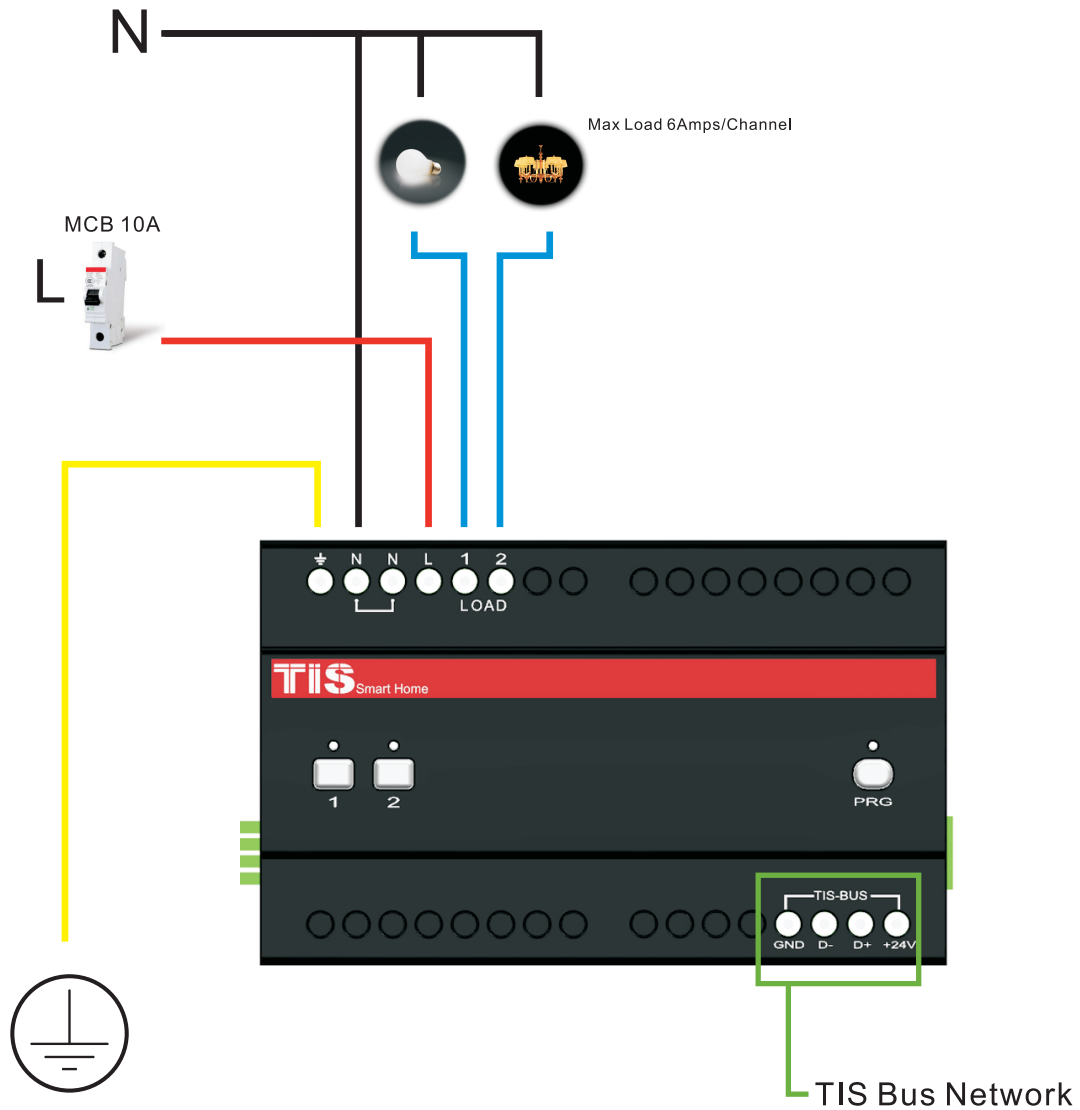 N
Max Load 6Amps/Channel
MCB 10A
L
N N L 1 2
LOAD
TiS Smart Home
1 2
PRG
TIS-BUS
GND D- D+ +24V
TIS Bus Network